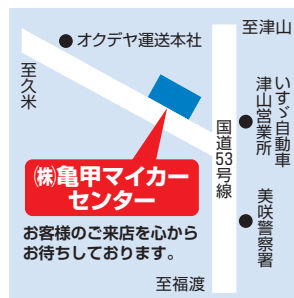 至津山
オクデヤ運送本社
至久米
いすゞ自動車
津山営業所
国道53号線
㈱亀甲マイカー
センター
美咲警察署
お客様のご来店を心から
お待ちしております。
至福渡